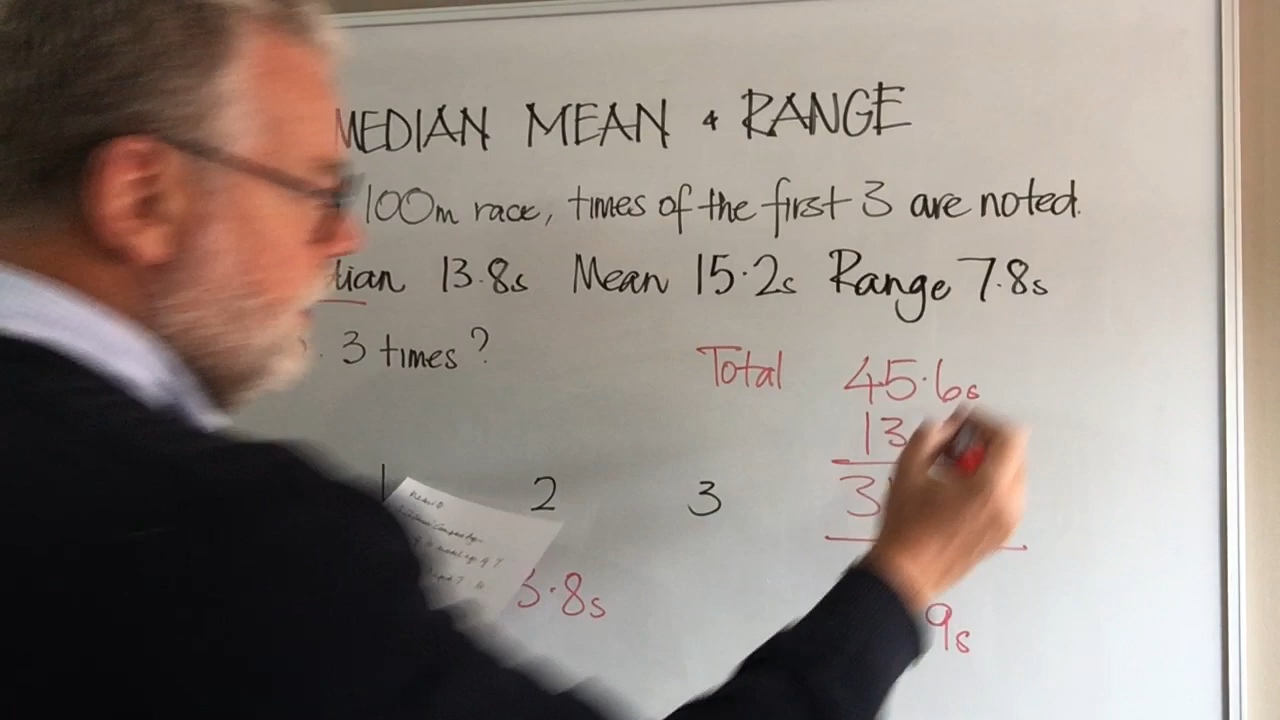 MEDIAN MEAN & RANGE
100m race, times of the first 3 are noted.
dian 13.8s Mean 15.2s Range 7.8s
3 times?
Total 45.6s
13
3
1 2 3
3.8s
9s